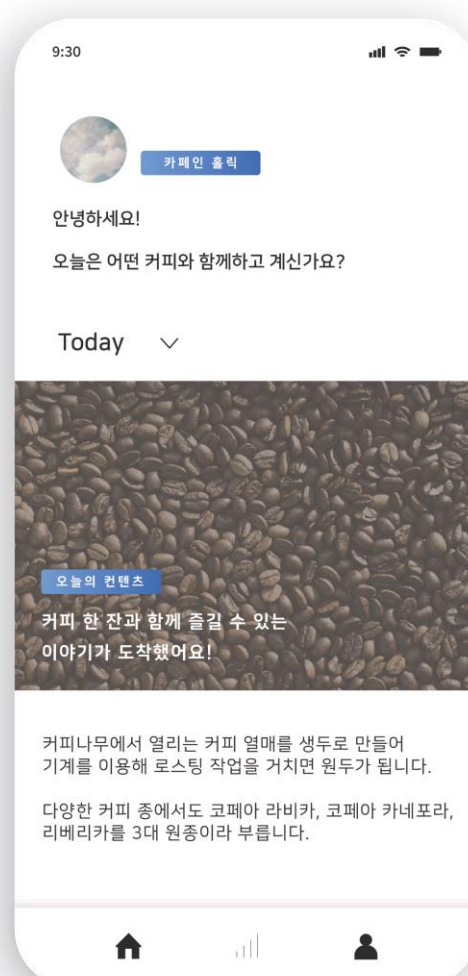 9:30
카페인 홀릭
안녕하세요!
오늘은 어떤 커피와 함께하고 계신가요?
Today
오늘의 컨텐츠
커피 한 잔과 함께 즐길 수 있는
이야기가 도착했어요!
커피나무에서 열리는 커피 열매를 생두로 만들어
기계를 이용해 로스팅 작업을 거치면 원두가 됩니다.
다양한 커피 종에서도 코페아 라비카, 코페아 카네포라,
리베리카를 3대 원종이라 부릅니다.